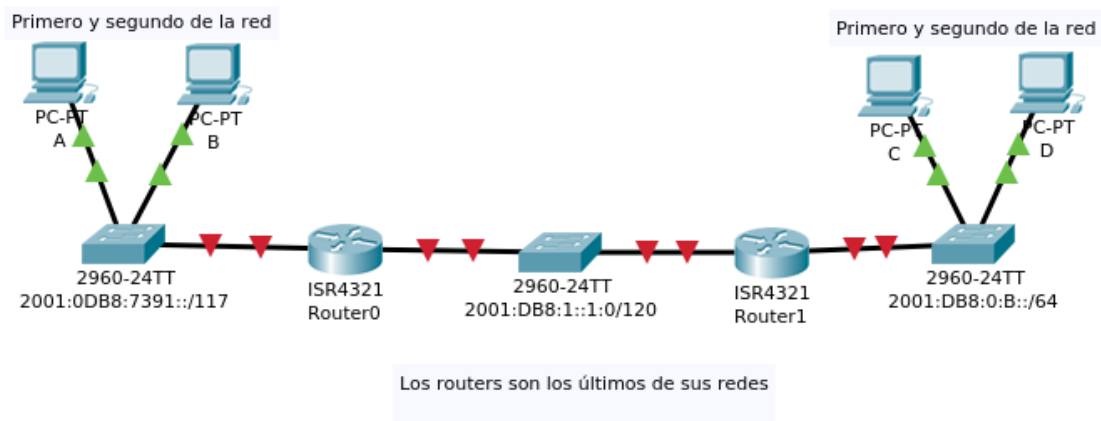 Primero y segundo de la red
Primero y segundo de la red
PC-PT
A
PC-PT
B
PC-PT
C
PC-PT
D
2960-24TT
2001:0DB8:7391::/117
ISR4321
Router0
2960-24TT
2001:DB8:1::1:0/120
ISR4321
Router1
2960-24TT
2001:DB8:0:B::/64
Los routers son los últimos de sus redes